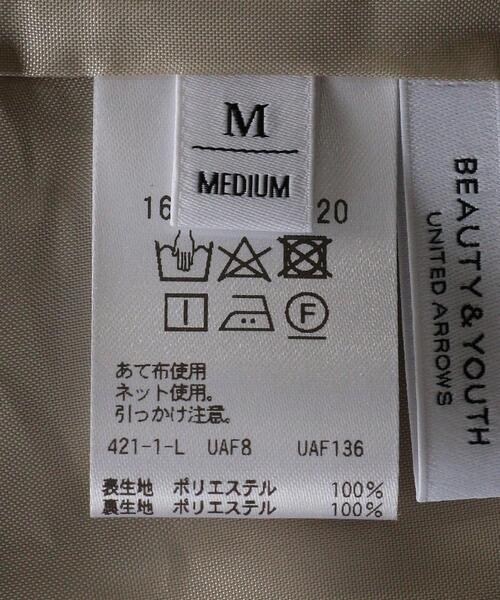 M
MEDIUM
16
20
F
あて布使用
ネット使用。
引っかけ注意。
421-1-L UAF8 UAF136
表生地 ポリエステル 100%
裏生地 ポリエステル 100%
BEAUTY & YOUTH
UNITED ARROWS